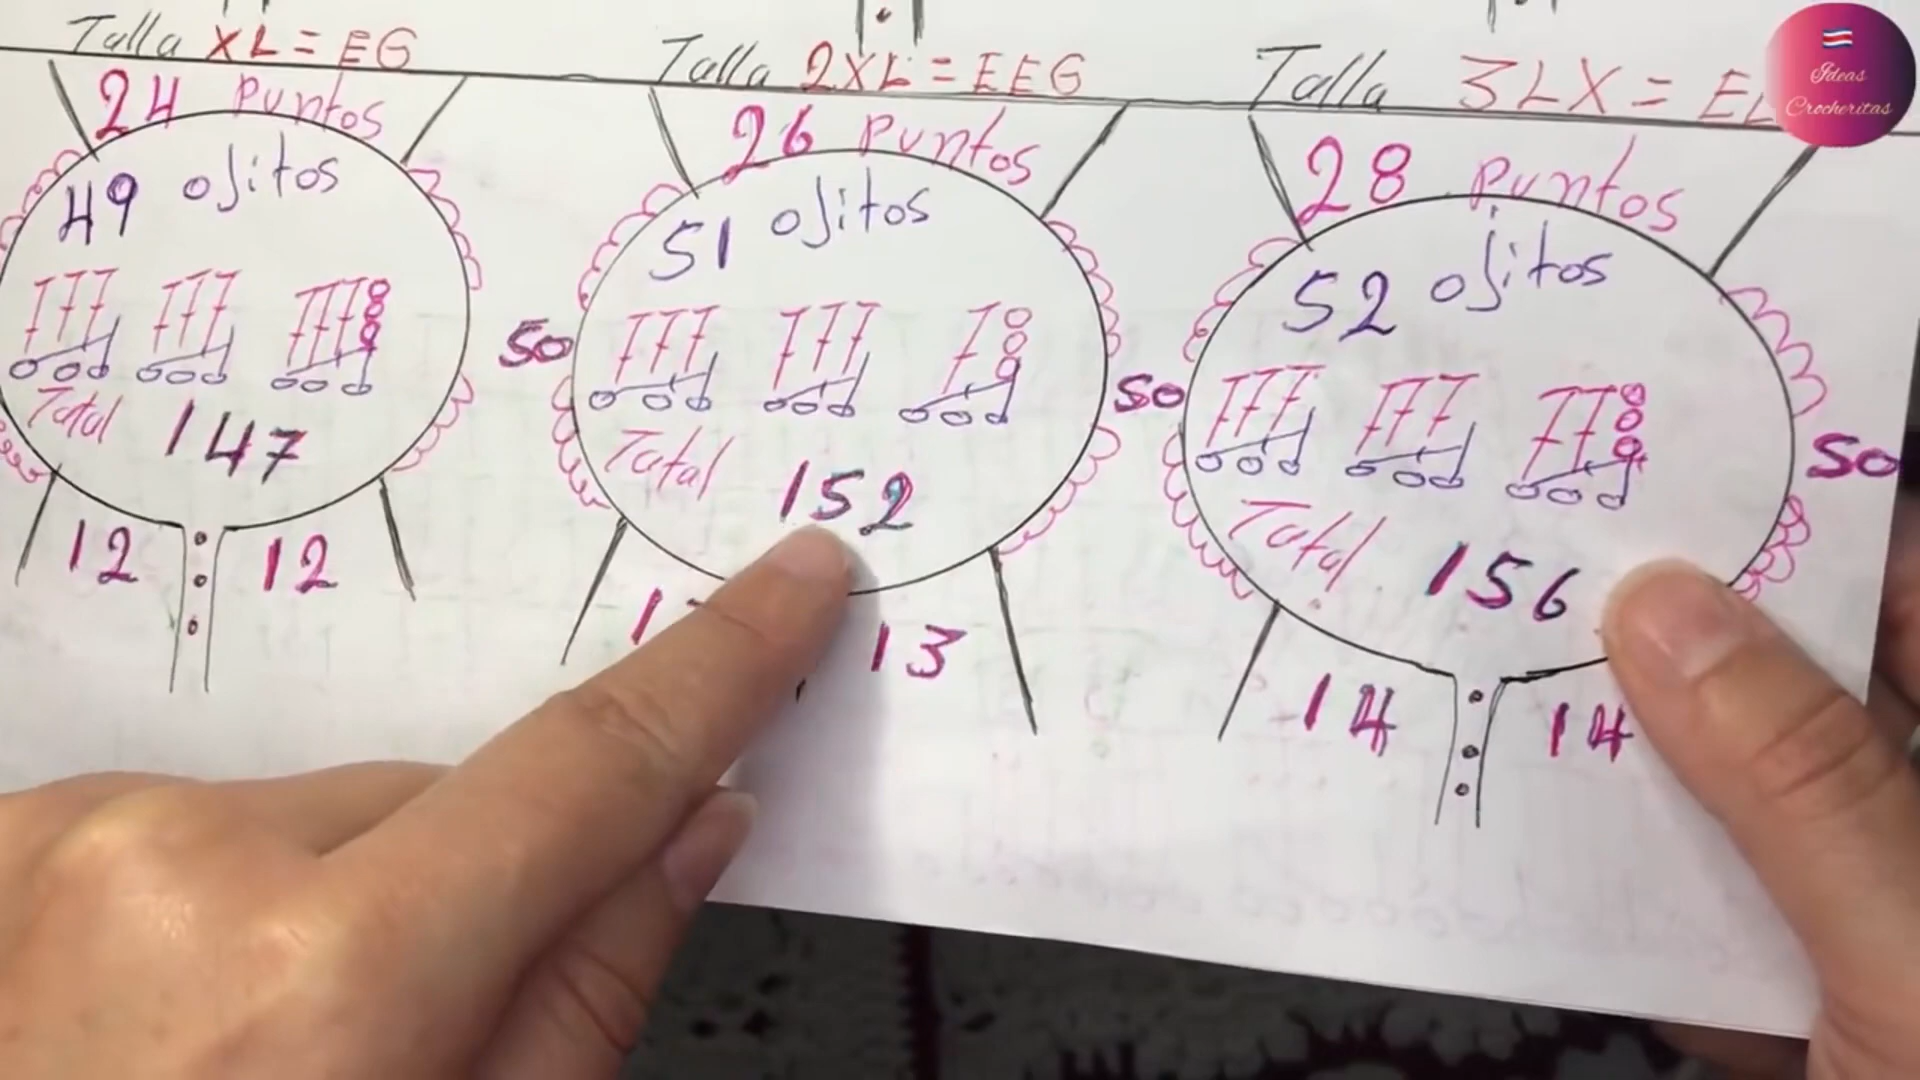 Talla XL = EG
24 Puntos
49 ojitos
Total 147
12 12
Talla 2XL = EEG
26 Puntos
51 ojitos
50
Total 152
13
Talla 3LX =
28 Puntos
52 ojitos
50 50
Total 156
14 14
Ideas
Crocheritas